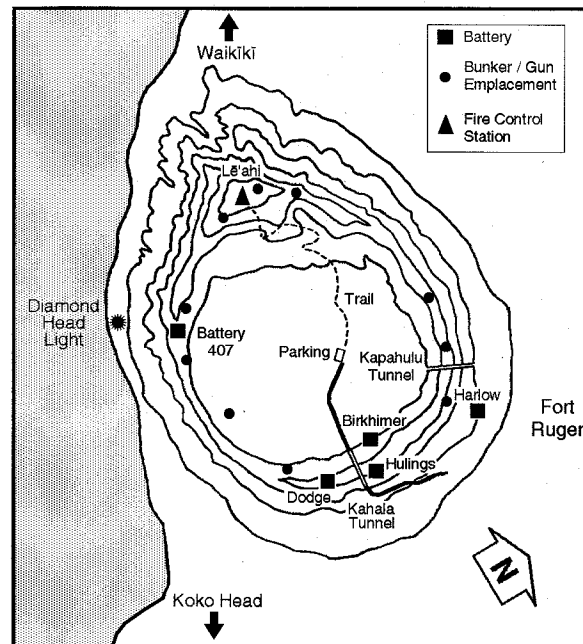 Waikīkī
Battery
Bunker / Gun
Emplacement
Fire Control
Station
Lē'ahi
Diamond
Head
Light
Battery
407
Trail
Parking
Kapahulu
Tunnel
Harlow
Birkhimer
Fort
Ruger
Hulings
Dodge
Kahala
Tunnel
N
Koko Head